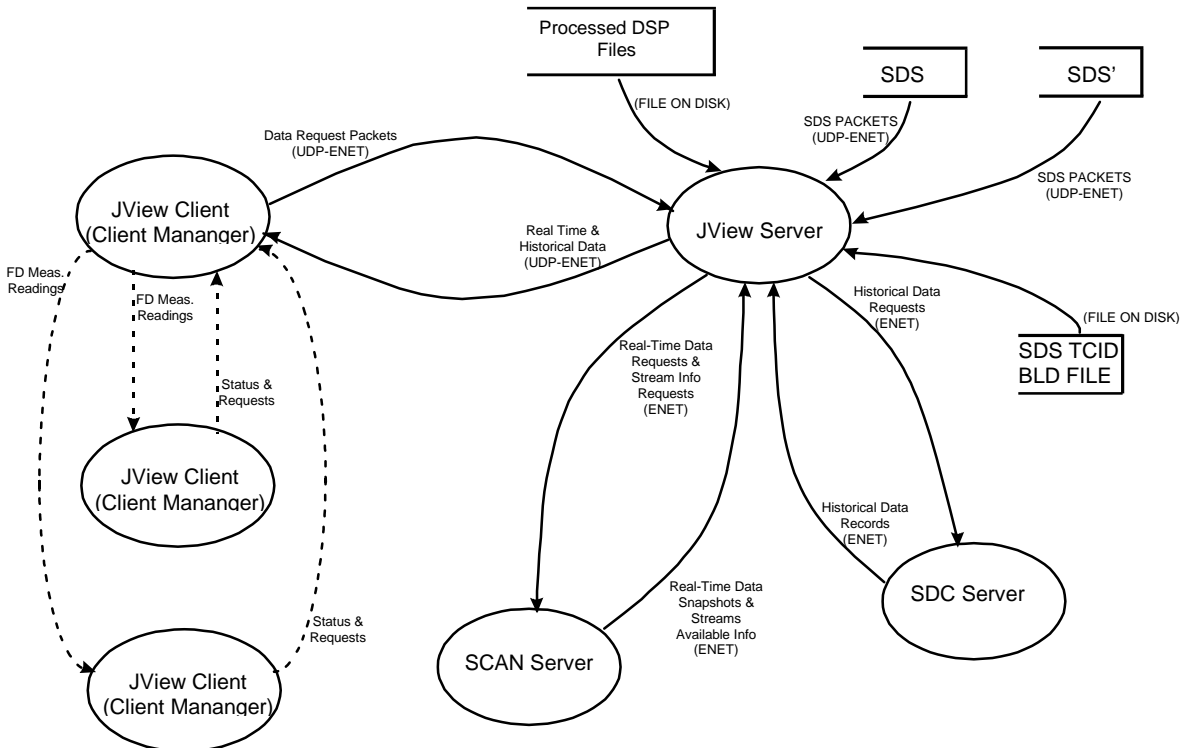 Processed DSP
Files
SDS
SDS'
(FILE ON DISK)
SDS PACKETS
(UDP-ENET)
SDS PACKETS
(UDP-ENET)
Data Request Packets
(UDP-ENET)
JView Client
(Client Mananger)
Real Time &
Historical Data
(UDP-ENET)
JView Server
FD Meas.
Readings
FD Meas.
Readings
Status &
Requests
Historical Data
Requests
(ENET)
(FILE ON DISK)
SDS TCID
BLD FILE
Real-Time Data
Requests &
Stream Info
Requests
(ENET)
JView Client
(Client Mananger)
Historical Data
Records
(ENET)
Real-Time Data
Snapshots &
Streams
Available Info
(ENET)
SDC Server
Status &
Requests
SCAN Server
JView Client
(Client Mananger)